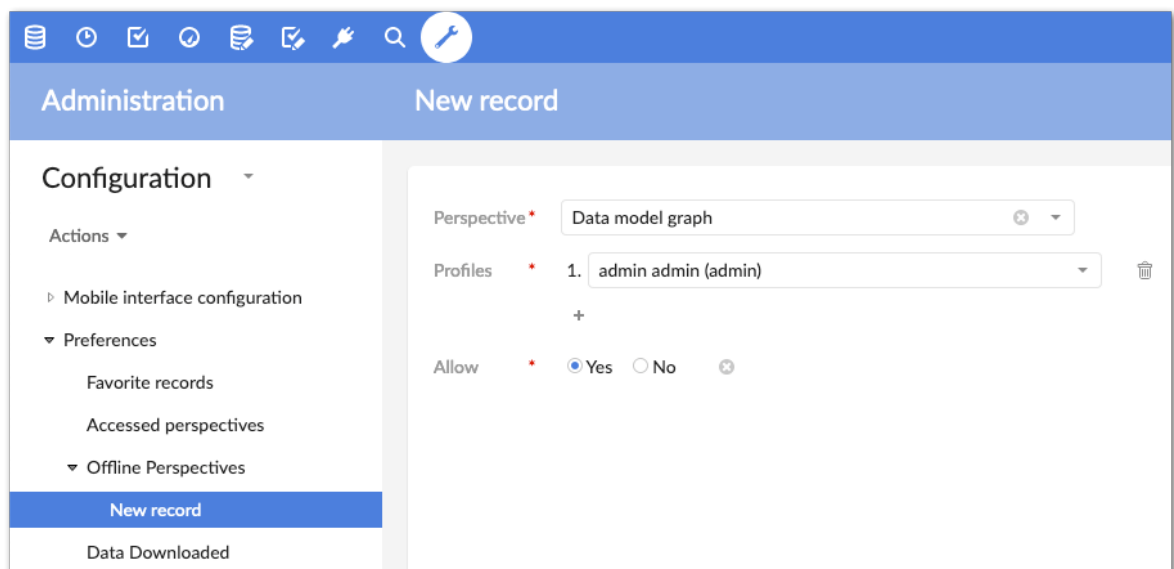 Administration
New record
Configuration
Actions
Mobile interface configuration
Preferences
Favorite records
Accessed perspectives
Offline Perspectives
New record
Data Downloaded
Perspective* Data model graph
Profiles * 1. admin admin (admin)
+
Allow * Yes No